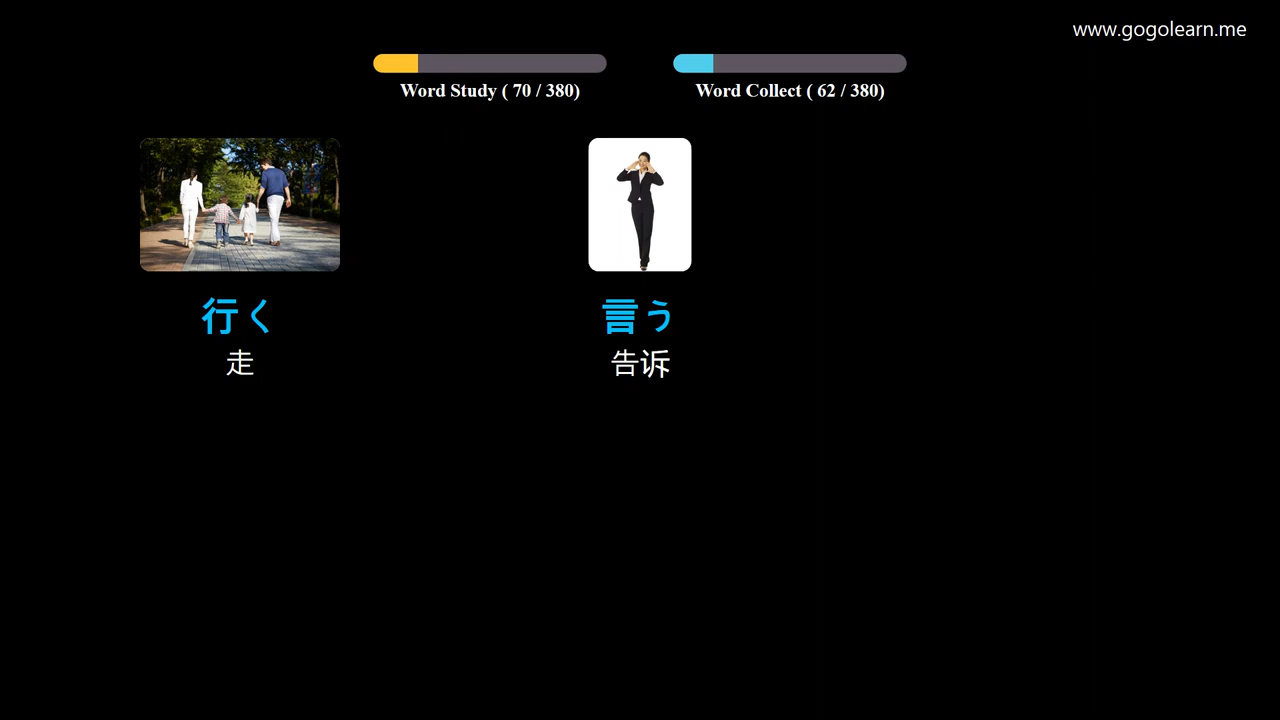 www.gogolearn.me
Word Study ( 70 / 380)
Word Collect ( 62 / 380)
行く
走
言う
告诉